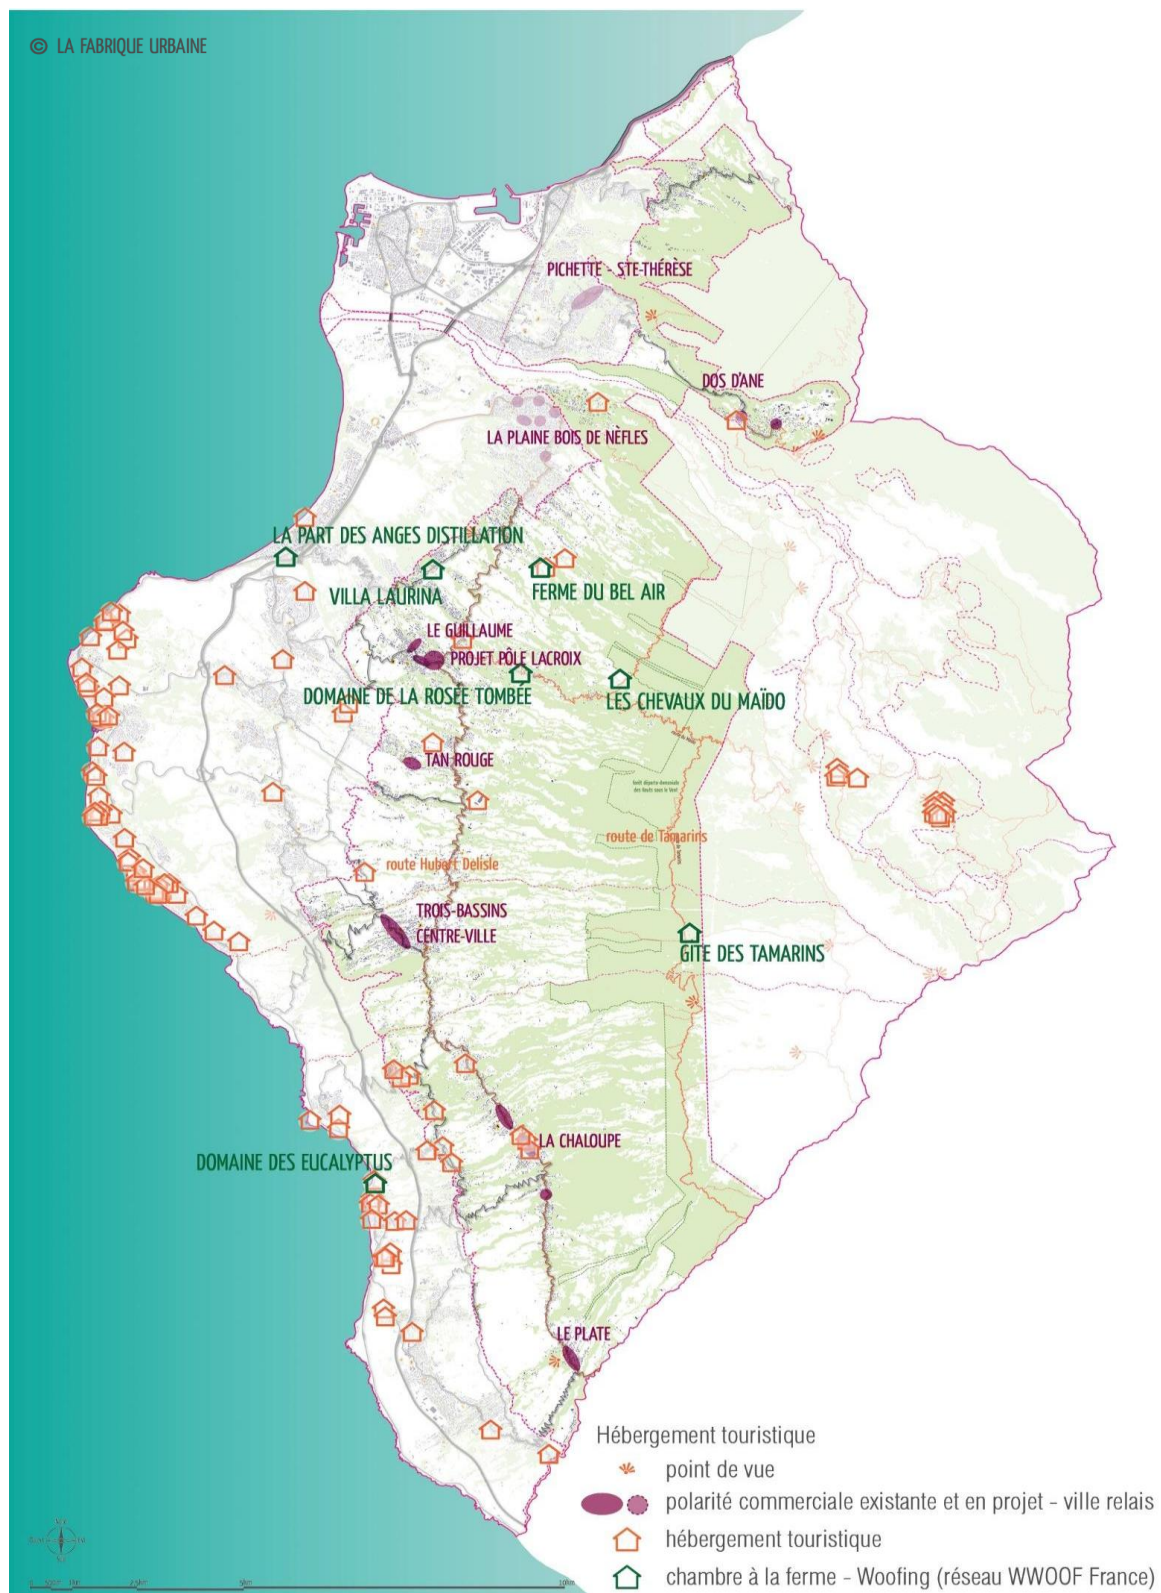 © LA FABRIQUE URBAINE
PICHETTE - STE-THÉRÈSE
DOS D'ANE
LA PLAINE BOIS DE NÈFLES
LA PART DES ANGES DISTILLATION
VILLA LAURINA
FERME DU BEL AIR
LE GUILLAUME
PROJET PÔLE LACROIX
DOMAINE DE LA ROSÉE TOMBÉE
LES CHEVAUX DU MAÏDO
TAN ROUGE
route de Tamarins
route Hubert Delisle
TROIS-BASSINS
CENTRE-VILLE
GITE DES TAMARINS
LA CHALOUPE
DOMAINE DES EUCALYPTUS
LE PLATE
Hébergement touristique
point de vue
polarité commerciale existante et en projet - ville relais
hébergement touristique
chambre à la ferme - Woofing (réseau WWOOF France)